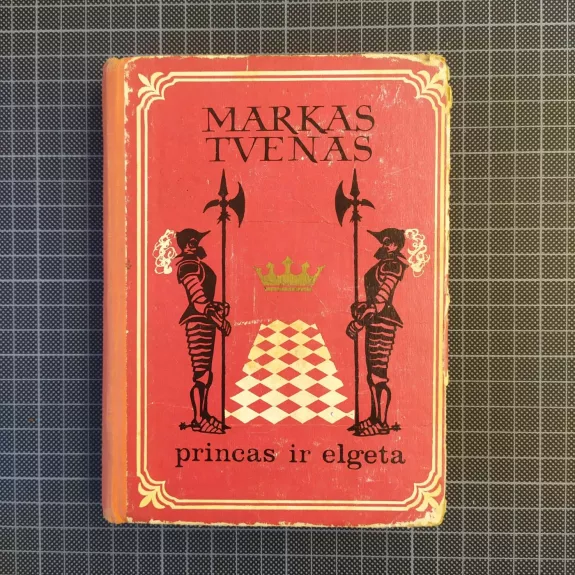 MARKAS
TVENAS
princas ir elgeta